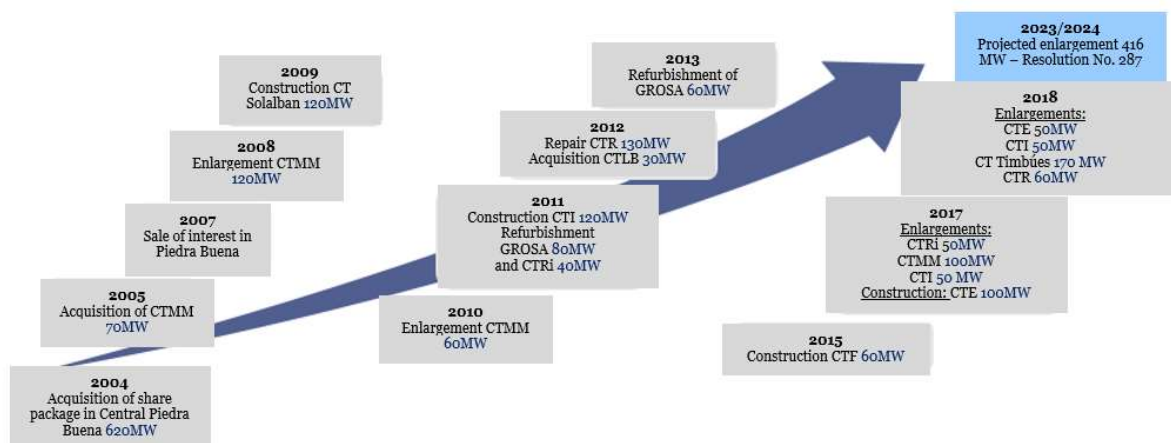 2004
Acquisition of share
package in Central Piedra
Buena 620MW
2005
Acquisition of CTMM
70MW
2007
Sale of interest in
Piedra Buena
2008
Enlargement CTMM
120MW
2009
Construction CT
Solalban 120MW
2010
Enlargement CTMM
60MW
2011
Construction CTI 120MW
Refurbishment
GROSA 80MW
and CTRi 40MW
2012
Repair CTR 130MW
Acquisition CTLB 30MW
2013
Refurbishment of
GROSA 60MW
2015
Construction CTF 60MW
2017
Enlargements:
CTRi 50MW
CTMM 100MW
CTI 50 MW
Construction: CTE 100MW
2018
Enlargements:
CTE 50MW
CTI 50MW
CT Timbúes 170 MW
CTR 60MW
2023/2024
Projected enlargement 416
MW – Resolution No. 287